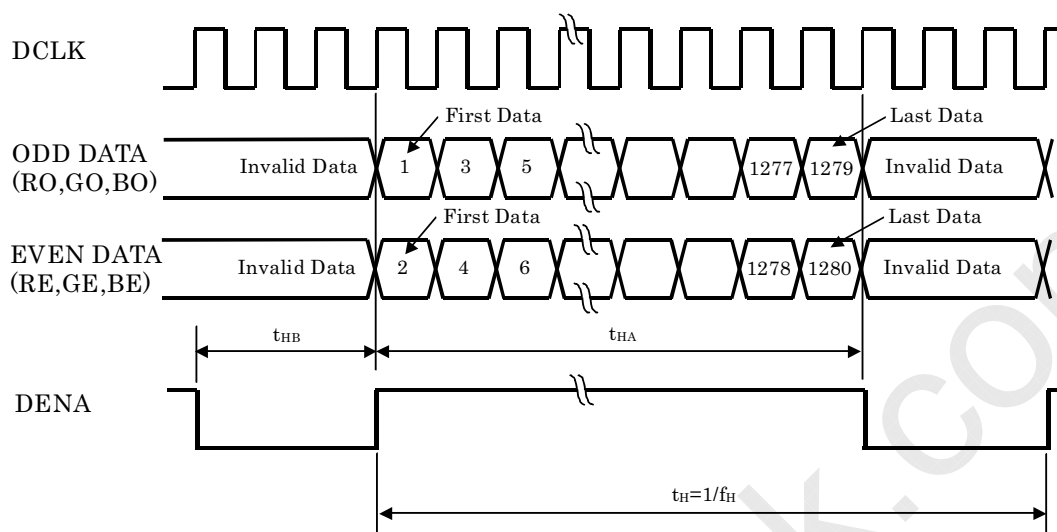 DCLK
First Data
Last Data
ODD DATA
(RO,GO,BO)
Invalid Data 1 3 5 1277 1279 Invalid Data
First Data
Last Data
EVEN DATA
(RE,GE,BE)
Invalid Data 2 4 6 1278 1280 Invalid Data
tHB
tHA
DENA
tH=1/fH